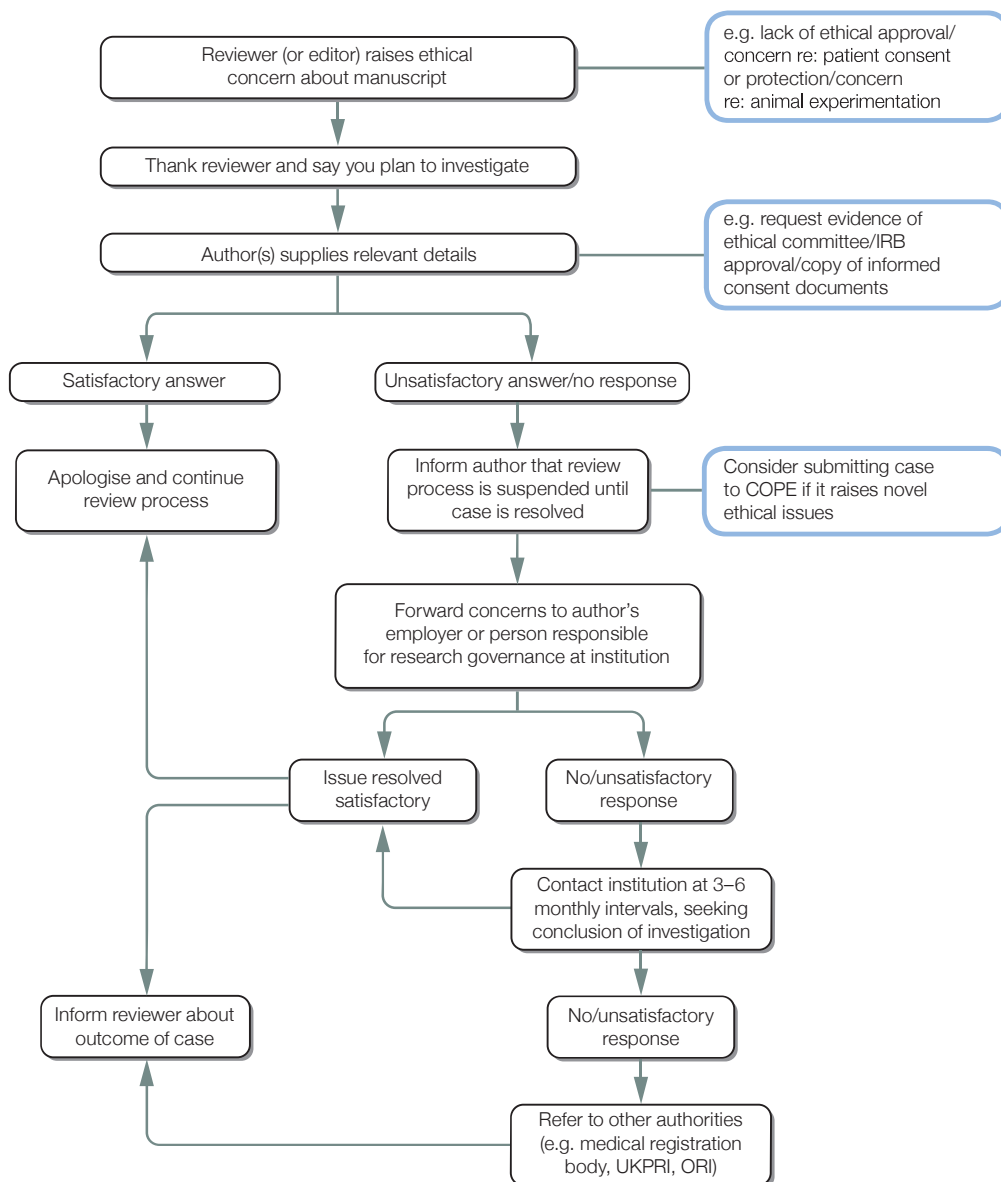 Reviewer (or editor) raises ethical
concern about manuscript
e.g. lack of ethical approval/
concern re: patient consent
or protection/concern
re: animal experimentation
Thank reviewer and say you plan to investigate
Author(s) supplies relevant details
e.g. request evidence of
ethical committee/IRB
approval/copy of informed
consent documents
Satisfactory answer
Unsatisfactory answer/no response
Apologise and continue
review process
Inform author that review
process is suspended until
case is resolved
Consider submitting case
to COPE if it raises novel
ethical issues
Forward concerns to author's
employer or person responsible
for research governance at institution
Issue resolved
satisfactory
No/unsatisfactory
response
Contact institution at 3–6
monthly intervals, seeking
conclusion of investigation
Inform reviewer about
outcome of case
No/unsatisfactory
response
Refer to other authorities
(e.g. medical registration
body, UKPRI, ORI)